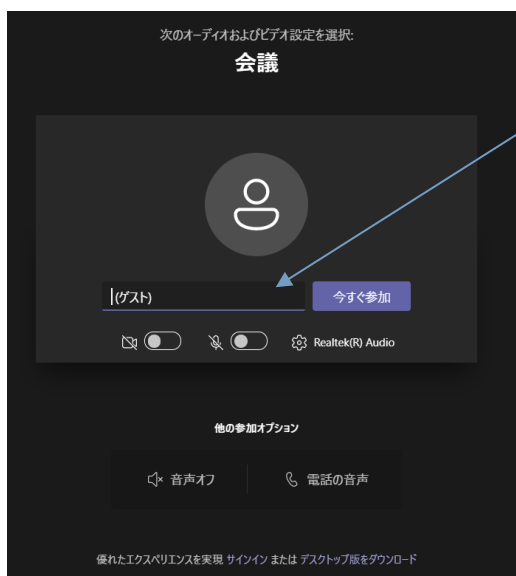 次のオーディオおよびビデオ設定を選択:
会議
(ゲスト)
今すぐ参加
Realtek(R) Audio
他の参加オプション
音声オフ
電話の音声
優れたエクスペリエンスを実現 サインイン または デスクトップ版をダウンロード